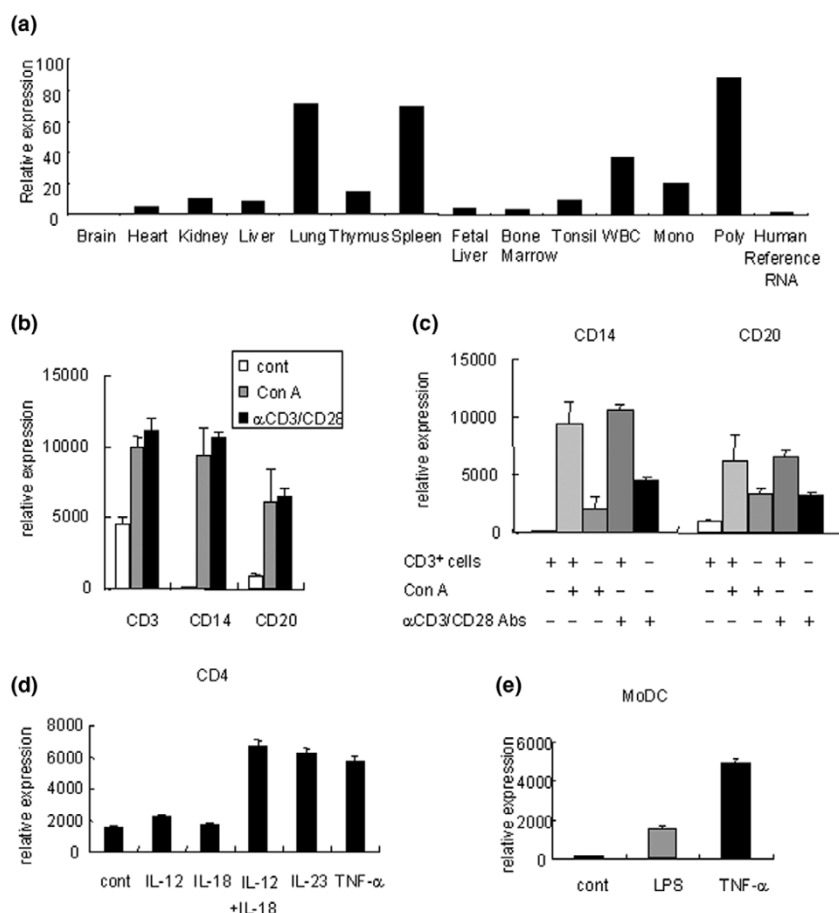 (a)
Relative expression
100
80
60
40
20
0
Brain Heart Kidney Liver Lung Thymus Spleen Fetal Liver Bone Marrow Tonsil WBC Mono Poly Human Reference RNA
(b)
cont
Con A
αCD3/CD28
relative expression
15000
10000
5000
0
CD3 CD14 CD20
(c)
CD14 CD20
relative expression
15000
10000
5000
0
CD3+ cells + + - + - + + - + -
Con A - + + - - - + + - -
αCD3/CD28 Abs - - - + + - - - + +
(d)
CD4
relative expression
8000
6000
4000
2000
0
cont IL-12 IL-18 IL-12 +IL-18 IL-23 TNF-α
(e)
MoDC
relative expression
6000
4000
2000
0
cont LPS TNF-α